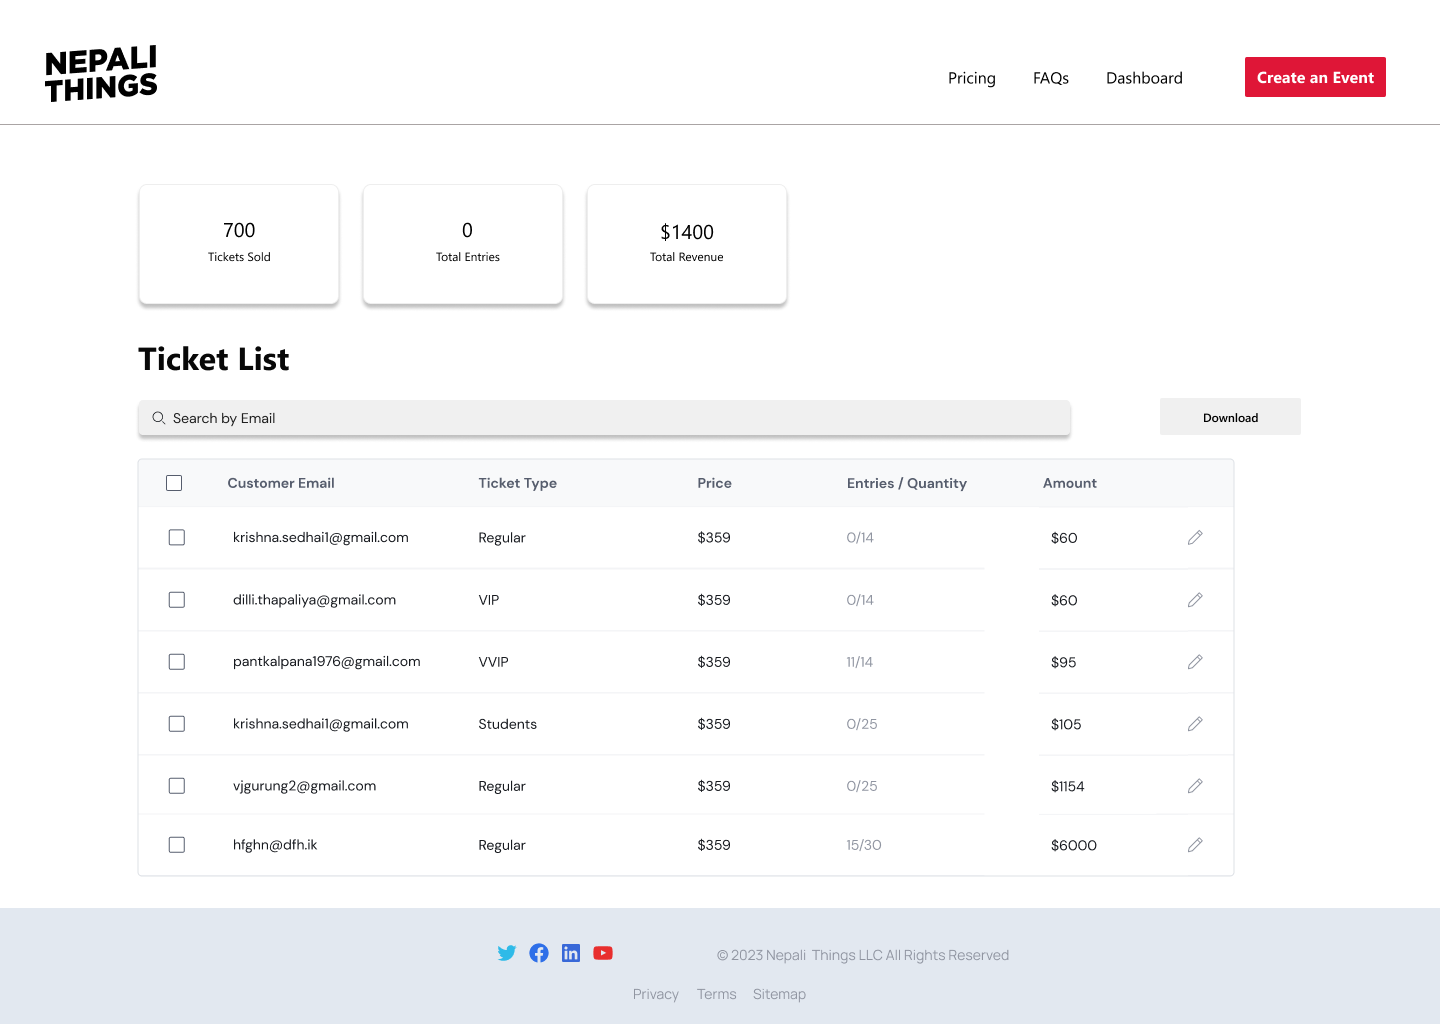 NEPALI
THINGS
Pricing FAQs Dashboard Create an Event
700 0 $1400
Tickets Sold Total Entries Total Revenue
Ticket List
Search by Email Download
Customer Email Ticket Type Price Entries / Quantity Amount
krishna.sedhai1@gmail.com Regular $359 0/14 $60
dilli.thapaliya@gmail.com VIP $359 0/14 $60
pantkalpana1976@gmail.com VVIP $359 11/14 $95
krishna.sedhai1@gmail.com Students $359 0/25 $105
vjgurung2@gmail.com Regular $359 0/25 $1154
hfghn@dfh.ik Regular $359 15/30 $6000
© 2023 Nepali Things LLC All Rights Reserved
Privacy Terms Sitemap